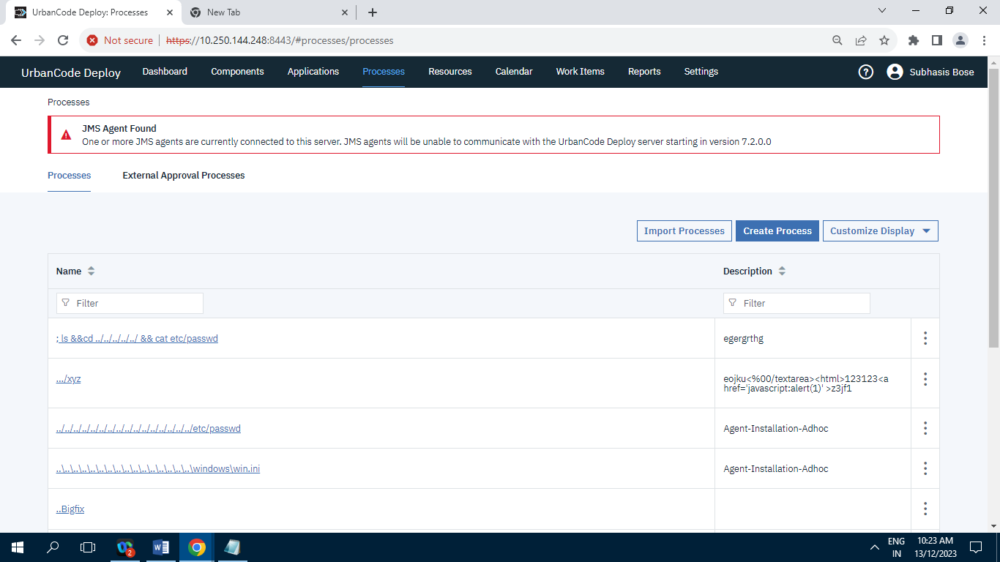 UrbanCode Deploy: Processes
New Tab
Not secure
https://10.250.144.248:8443/#processes/processes
UrbanCode Deploy Dashboard Components Applications Processes Resources Calendar Work Items Reports Settings Subhasis Bose
Processes
JMS Agent Found
One or more JMS agents are currently connected to this server. JMS agents will be unable to communicate with the UrbanCode Deploy server starting in version 7.2.0.0
Processes External Approval Processes
Import Processes Create Process Customize Display
Name Description
Filter Filter
; ls &&cd ../../../../../ && cat etc/passwd egergrthg
.../xyz eojku<%00/textarea><html>123123<a
href='javascript:alert(1)' >z3jf1
../../../../../../../../../../../../../../../../etc/passwd Agent-Installation-Adhoc
..\..\..\..\..\..\..\..\..\..\..\..\..\..\..\..\windows\win.ini Agent-Installation-Adhoc
..Bigfix
2
ENG 10:23 AM
IN 13/12/2023